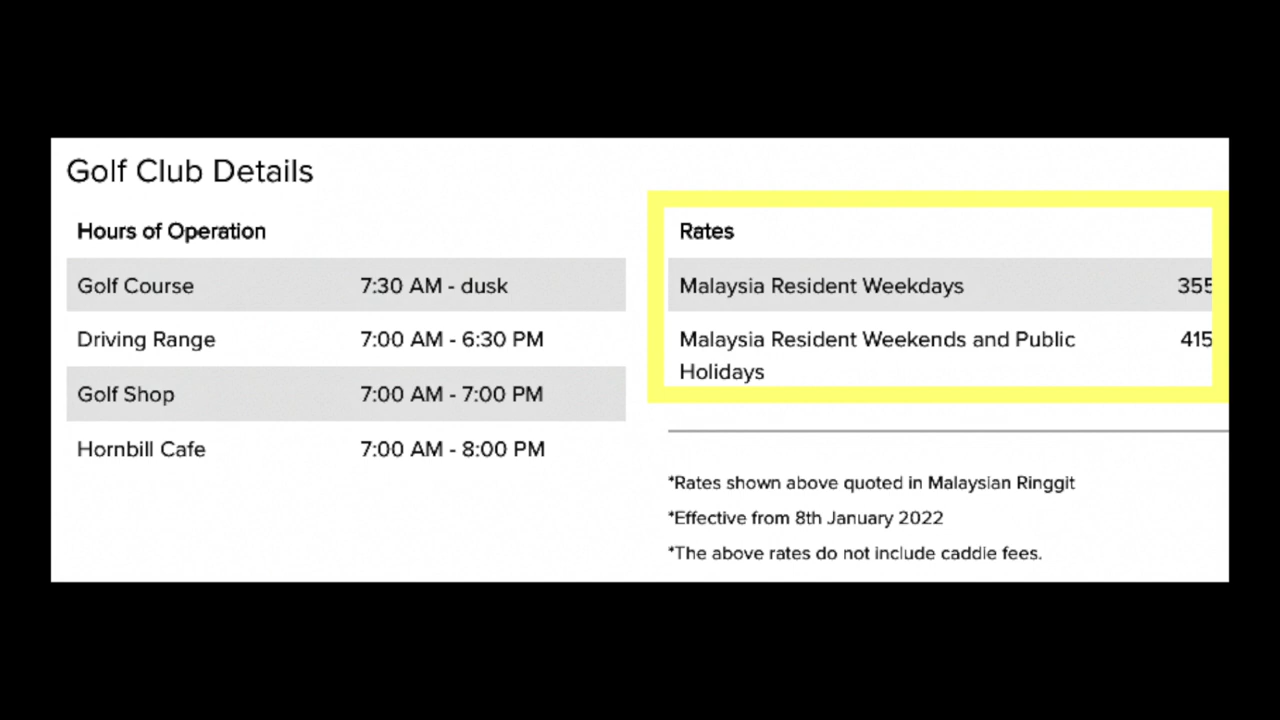 Golf Club Details
Hours of Operation
Golf Course 7:30 AM - dusk
Driving Range 7:00 AM - 6:30 PM
Golf Shop 7:00 AM - 7:00 PM
Hornbill Cafe 7:00 AM - 8:00 PM
Rates
Malaysia Resident Weekdays 355
Malaysia Resident Weekends and Public 415
Holidays
*Rates shown above quoted in Malaysian Ringgit
*Effective from 8th January 2022
*The above rates do not include caddie fees.